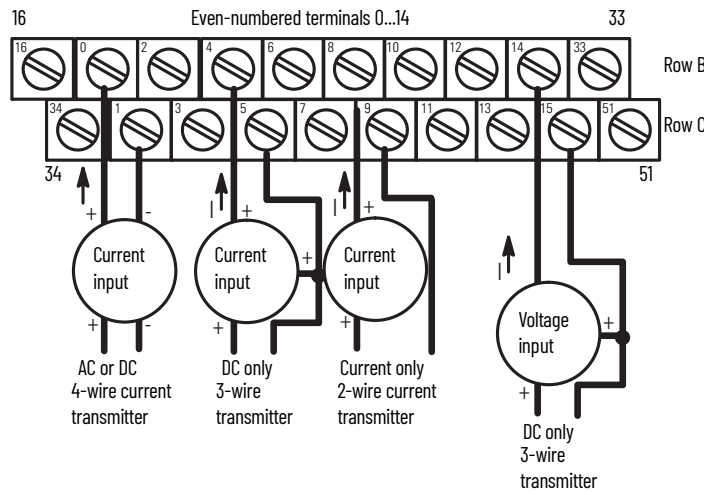 16 Even-numbered terminals 0...14 33
16 0 2 4 6 8 10 12 14 33
Row B
34 1 3 5 7 9 11 13 15 51
Row C
34 51
+ - I + I + I
Current input
+
Current input
Current input
Voltage input
+
+ - + + +
AC or DC
4-wire current
transmitter
DC only
3-wire
transmitter
Current only
2-wire current
transmitter
DC only
3-wire
transmitter